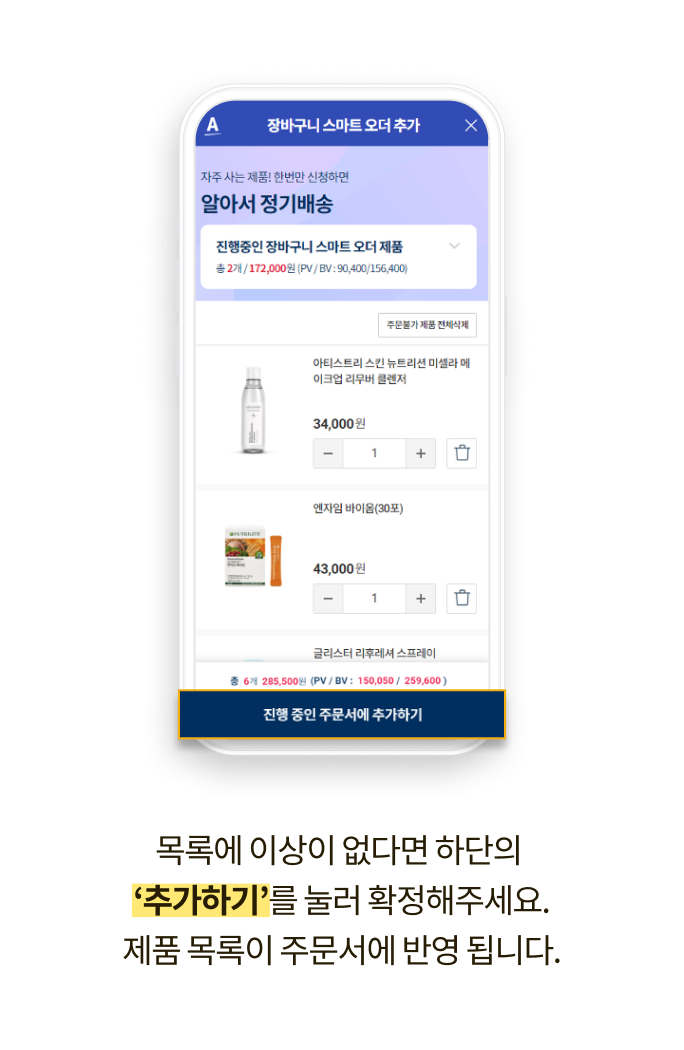 A
장바구니 스마트 오더 추가
자주 사는 제품! 한번만 신청하면
알아서 정기배송
진행중인 장바구니 스마트 오더 제품
총 2개 / 172,000원 (PV / BV : 90,400/156,400)
주문불가 제품 전체삭제
아티스트리 스킨 뉴트리션 미셀라 메
이크업 리무버 클렌저
34,000원
1
엔자임 바이옴(30포)
NUTRILITE
43,000원
1
글리스터 리후레셔 스프레이
총 6개 285,500원 (PV / BV : 150,050 / 259,600 )
진행 중인 주문서에 추가하기
목록에 이상이 없다면 하단의
‘추가하기’를 눌러 확정해주세요.
제품 목록이 주문서에 반영 됩니다.